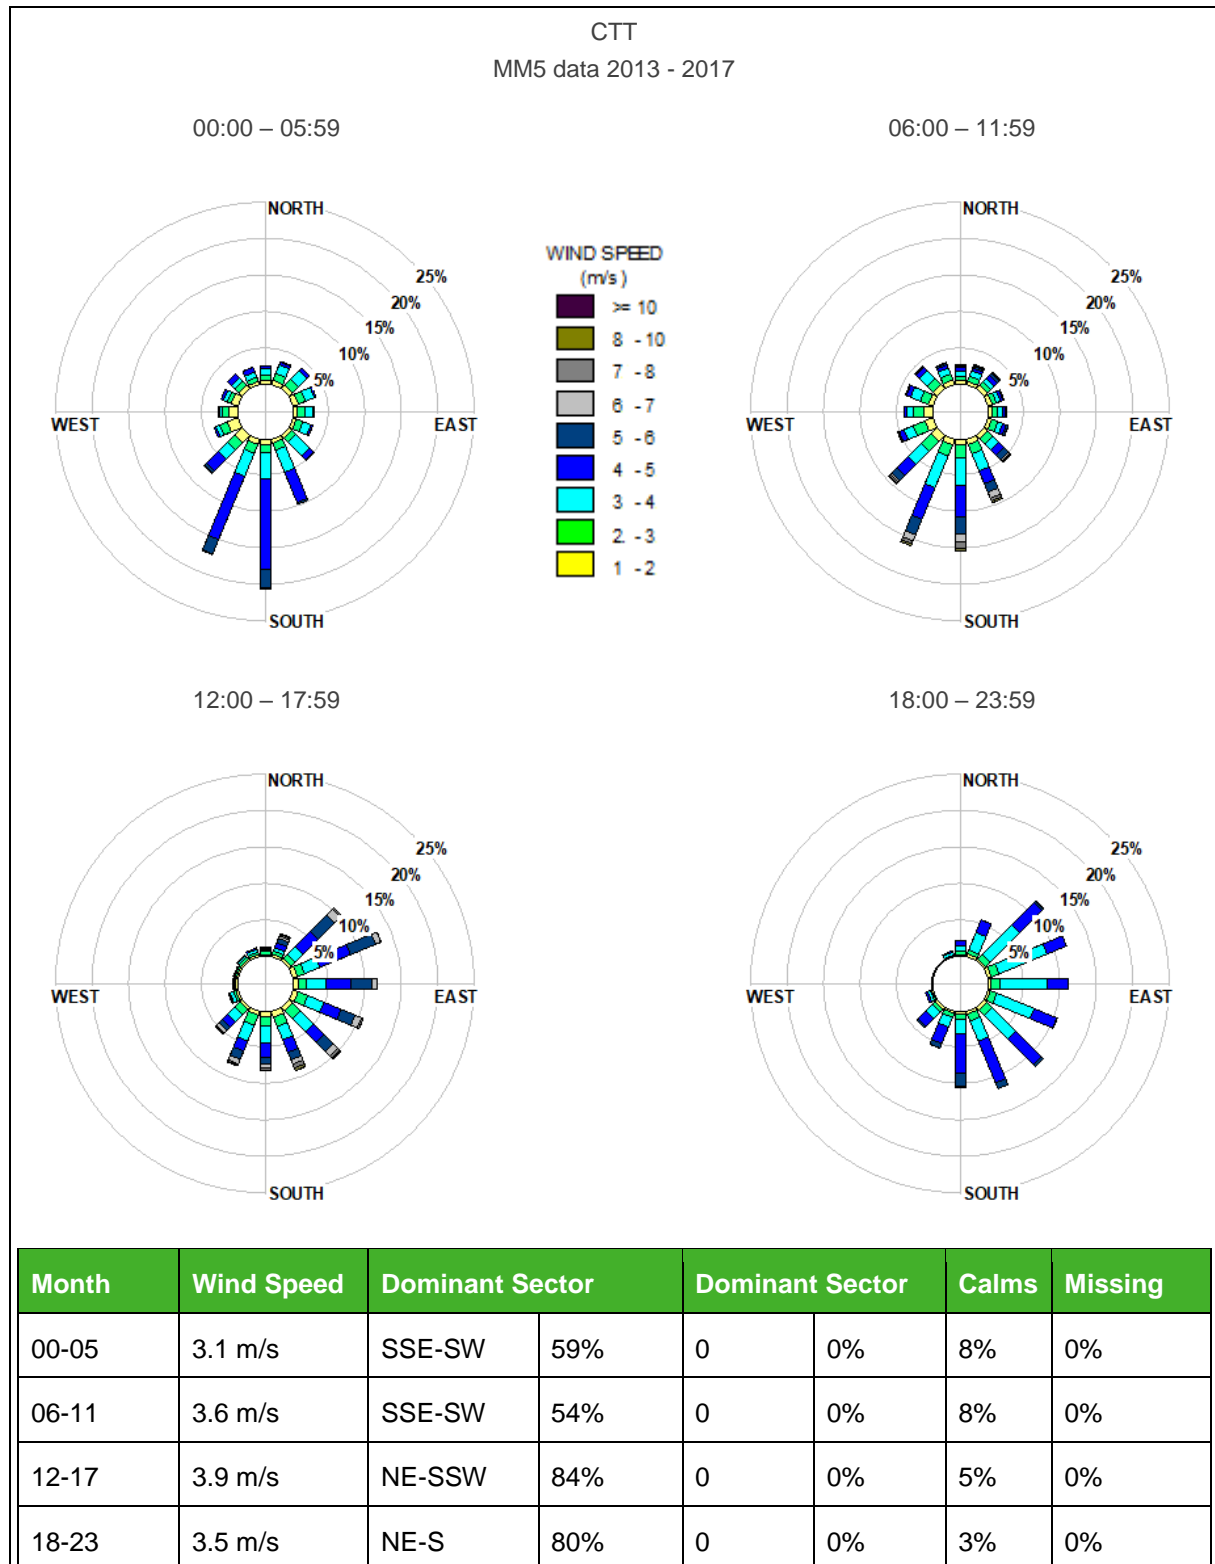 CTT
MM5 data 2013 - 2017
00:00 – 05:59
06:00 – 11:59
NORTH
25%
20%
15%
10%
5%
WEST
EAST
SOUTH
WIND SPEED
(m/s)
>= 10
8 - 10
7 - 8
6 - 7
5 - 6
4 - 5
3 - 4
2 - 3
1 - 2
NORTH
25%
20%
15%
10%
5%
WEST
EAST
SOUTH
12:00 – 17:59
18:00 – 23:59
NORTH
25%
20%
15%
10%
5%
WEST
EAST
SOUTH
NORTH
25%
20%
15%
10%
5%
WEST
EAST
SOUTH
Month Wind Speed Dominant Sector Dominant Sector Calms Missing
00-05 3.1 m/s SSE-SW 59% 0 0% 8% 0%
06-11 3.6 m/s SSE-SW 54% 0 0% 8% 0%
12-17 3.9 m/s NE-SSW 84% 0 0% 5% 0%
18-23 3.5 m/s NE-S 80% 0 0% 3% 0%